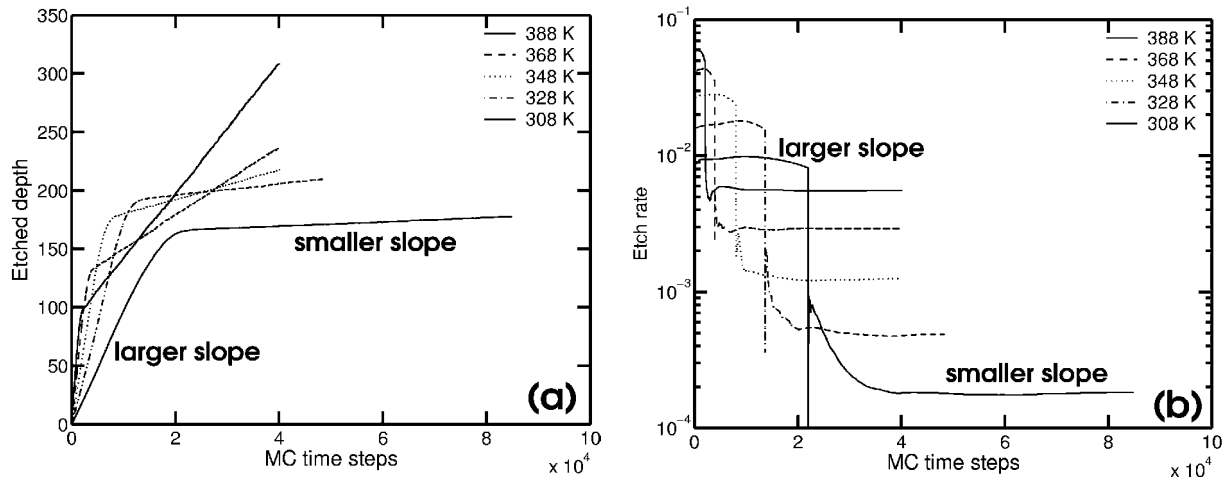 350
300
250
200
150
100
50
0
Etched depth
388 K
368 K
348 K
328 K
308 K
larger slope
smaller slope
(a)
0 2 4 6 8 10
MC time steps
x 10^4
10^-1
10^-2
10^-3
10^-4
Etch rate
388 K
368 K
348 K
328 K
308 K
larger slope
smaller slope
(b)
0 2 4 6 8 10
MC time steps
x 10^4